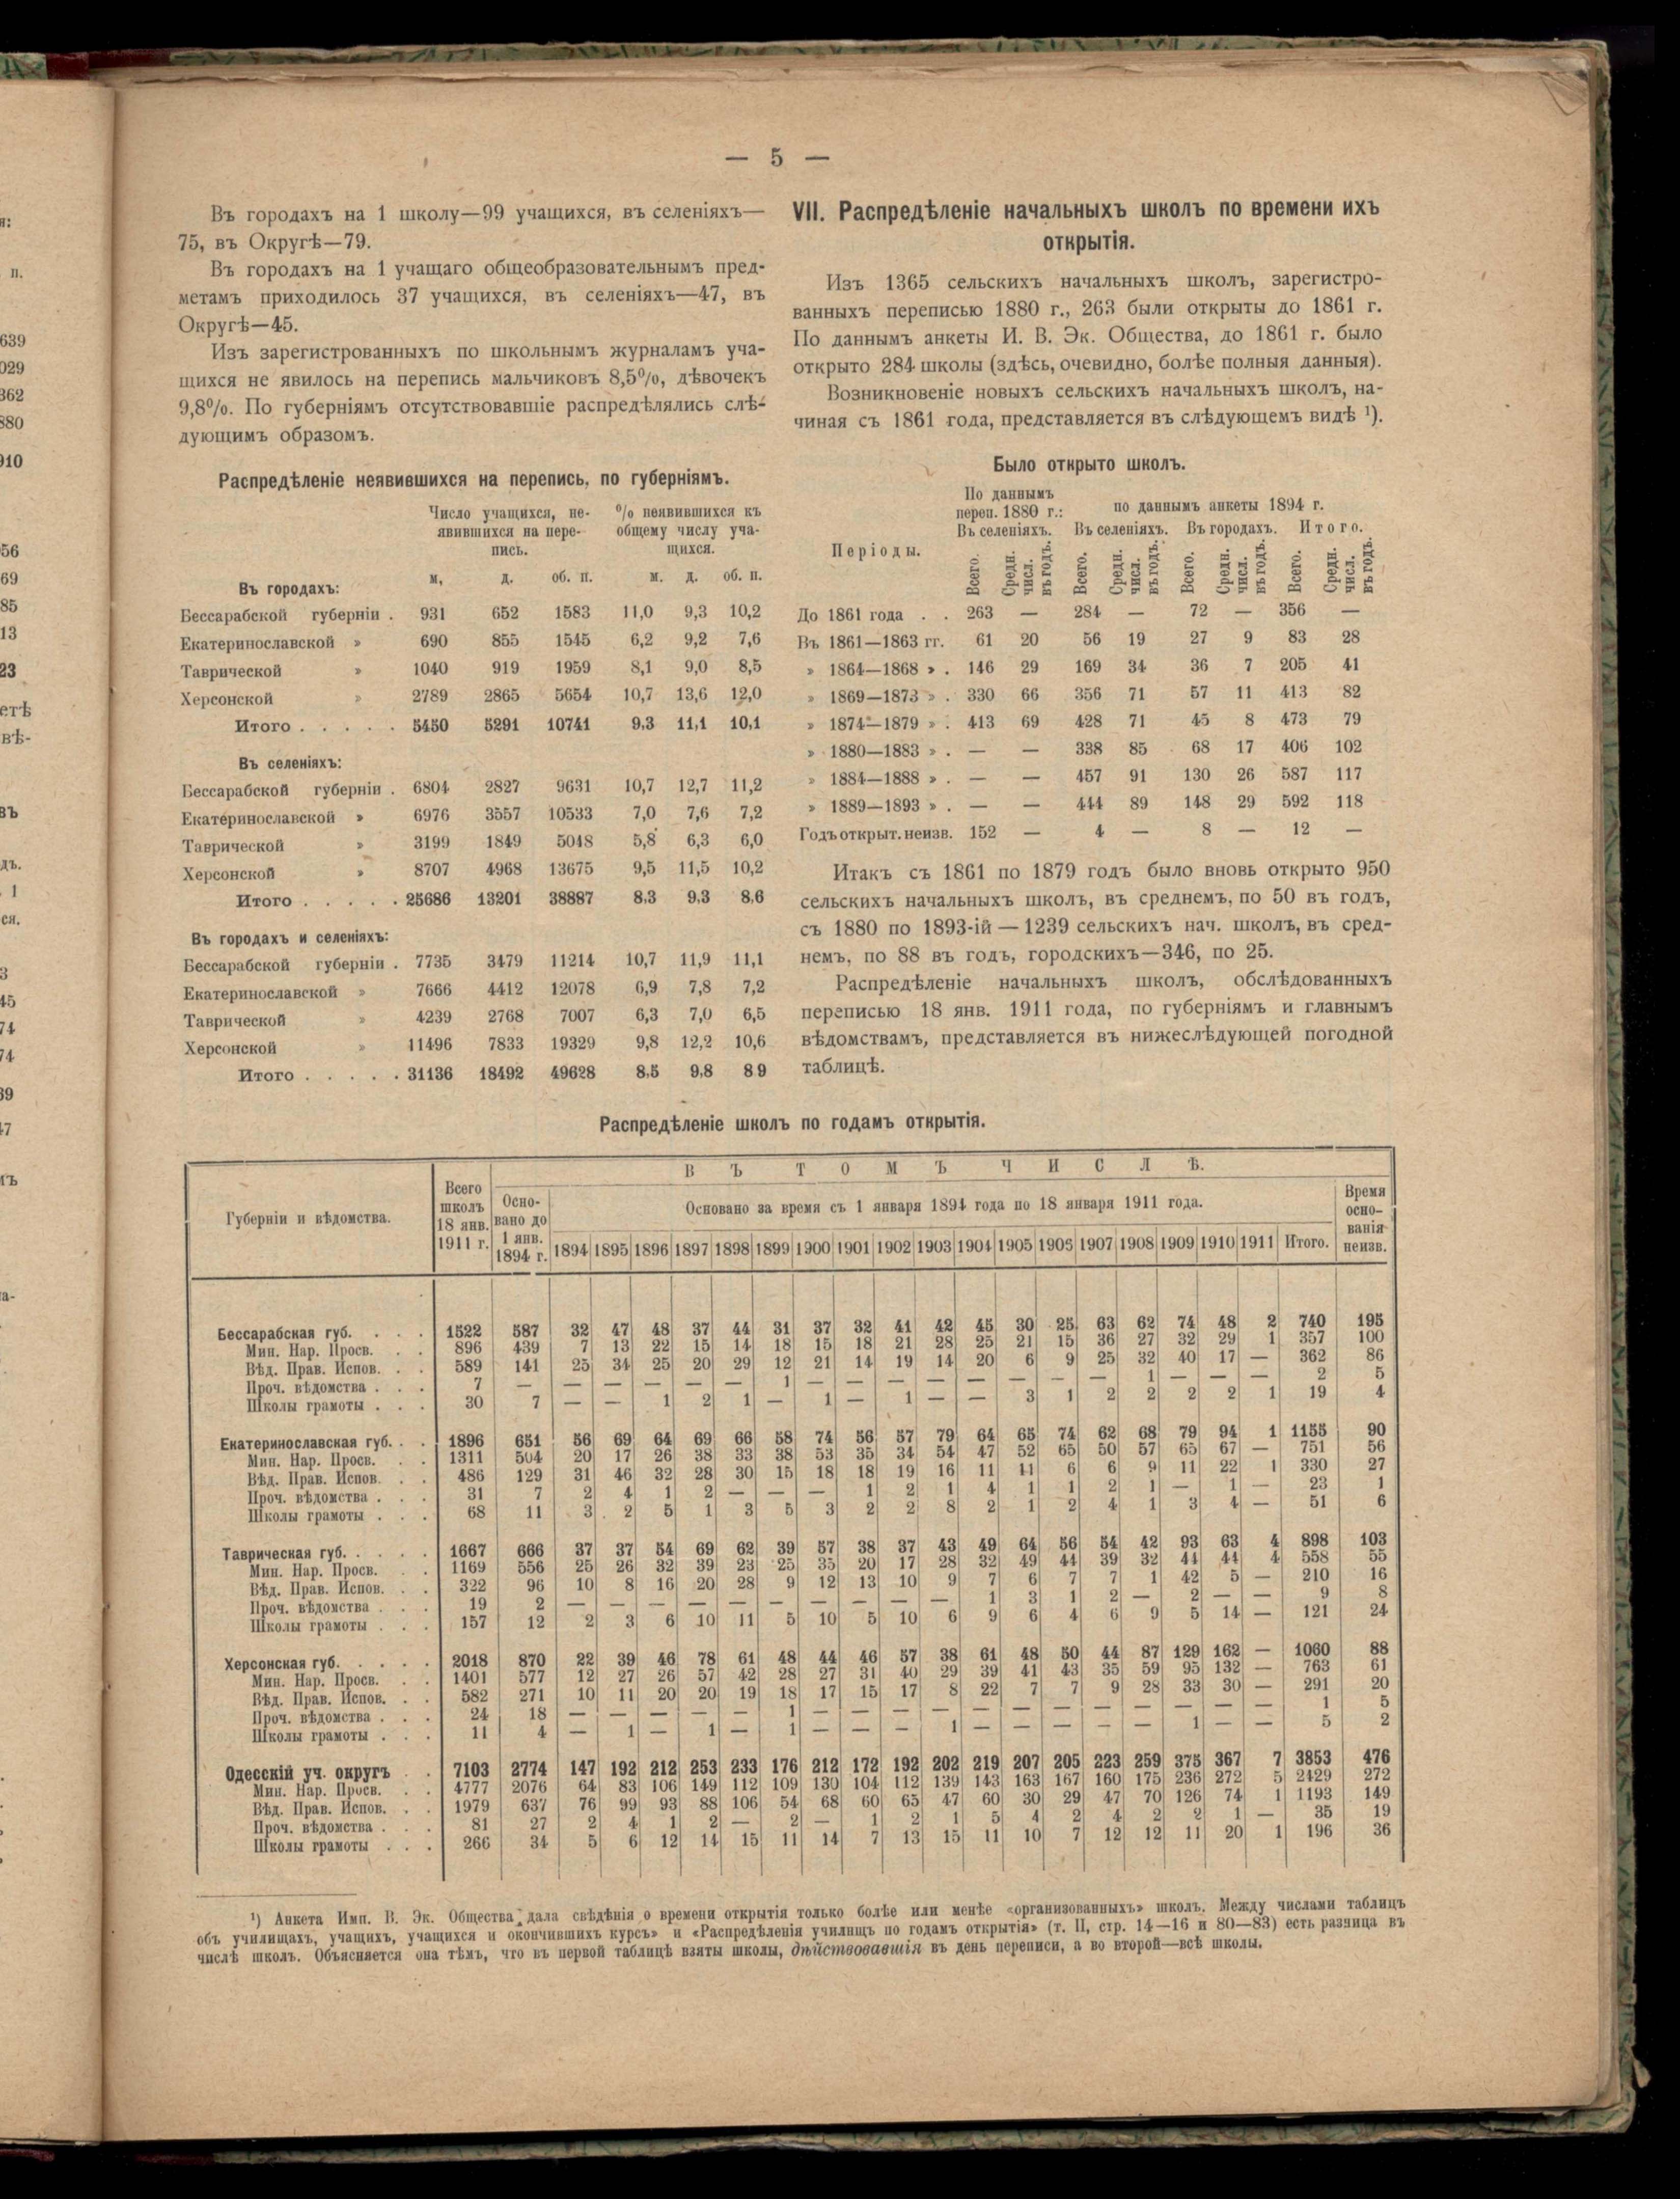 — 5 —
Въ городахъ на 1 школу—99 учащихся, въ селеніяхъ—
75, въ Округѣ—79.
Въ городахъ на 1 учащаго общеобразовательнымъ пред-
метамъ приходилось 37 учащихся, въ селеніяхъ—47, въ
Округѣ—45.
Изъ зарегистрованныхъ по школьнымъ журналамъ уча-
щихся не явилось на перепись мальчиковъ 8,5%, дѣвочекъ
9,8%. По губерніямъ отсутствовавшіе распредѣлялись слѣ-
дующимъ образомъ.
Распредѣленіе неявившихся на перепись, по губерніямъ.
Число учащихся, не- % неявившихся къ
явившихся на пере- общему числу уча-
пись. щихся.
м, д. об. п. м. д. об. п.
Въ городахъ:
Бессарабской губерніи . 931 652 1583 11,0 9,3 10,2
Екатеринославской » 690 855 1545 6,2 9,2 7,6
Таврической » 1040 919 1959 8,1 9,0 8,5
Херсонской » 2789 2865 5654 10,7 13,6 12,0
Итого . . . . . 5450 5291 10741 9,3 11,1 10,1
Въ селеніяхъ:
Бессарабской губерніи . 6804 2827 9631 10,7 12,7 11,2
Екатеринославской » 6976 3557 10533 7,0 7,6 7,2
Таврической » 3199 1849 5048 5,8 6,3 6,0
Херсонской » 8707 4968 13675 9,5 11,5 10,2
Итого . . . . . 25686 13201 38887 8,3 9,3 8,6
Въ городахъ и селеніяхъ:
Бессарабской губерніи . 7735 3479 11214 10,7 11,9 11,1
Екатеринославской » 7666 4412 12078 6,9 7,8 7,2
Таврической » 4239 2768 7007 6,3 7,0 6,5
Херсонской » 11496 7833 19329 9,8 12,2 10,6
Итого . . . . . 31136 18492 49628 8,5 9,8 8 9
VII. Распредѣленіе начальныхъ школъ по времени ихъ
открытія.
Изъ 1365 сельскихъ начальныхъ школъ, зарегистро-
ванныхъ переписью 1880 г., 263 были открыты до 1861 г.
По даннымъ анкеты И. В. Эк. Общества, до 1861 г. было
открыто 284 школы (здѣсь, очевидно, болѣе полныя данныя).
Возникновеніе новыхъ сельскихъ начальныхъ школъ, на-
чиная съ 1861 года, представляется въ слѣдующемъ видѣ ¹).
Было открыто школъ.
По даннымъ
переп. 1880 г.: по даннымъ анкеты 1894 г.
Въ селеніяхъ. Въ селеніяхъ. Въ городахъ. Итого.
Періоды. Всего. Средн. числ. въ годъ. Всего. Средн. числ. въ годъ. Всего. Средн. числ. въ годъ. Всего. Средн. числ. въ годъ.
До 1861 года . . 263 — 284 — 72 — 356 —
Въ 1861—1863 гг. 61 20 56 19 27 9 83 28
» 1864—1868 » . 146 29 169 34 36 7 205 41
» 1869—1873 » . 330 66 356 71 57 11 413 82
» 1874—1879 » . 413 69 428 71 45 8 473 79
» 1880—1883 » . — — 338 85 68 17 406 102
» 1884—1888 » . — — 457 91 130 26 587 117
» 1889—1893 » . — — 444 89 148 29 592 118
Годъ открыт. неизв. 152 — 4 — 8 — 12 —
Итакъ съ 1861 по 1879 годъ было вновь открыто 950
сельскихъ начальныхъ школъ, въ среднемъ, по 50 въ годъ,
съ 1880 по 1893-ій — 1239 сельскихъ нач. школъ, въ сред-
немъ, по 88 въ годъ, городскихъ—346, по 25.
Распредѣленіе начальныхъ школъ, обслѣдованныхъ
переписью 18 янв. 1911 года, по губерніямъ и главнымъ
вѣдомствамъ, представляется въ нижеслѣдующей погодной
таблицѣ.
Распредѣленіе школъ по годамъ открытія.
Губерніи и вѣдомства. Всего школъ 18 янв. 1911 г. ВЪ ТОМЪ ЧИСЛѢ.
Осно-вано до 1 янв. 1894 г. Основано за время съ 1 января 1894 года по 18 января 1911 года. Время осно-ванія неизв.
1894 1895 1896 1897 1898 1899 1900 1901 1902 1903 1904 1905 1906 1907 1908 1909 1910 1911 Итого.
Бессарабская губ. . . . 1522 587 32 47 48 37 44 31 37 32 41 42 45 30 25 63 62 74 48 2 740 195
Мин. Нар. Просв. . . 896 439 7 13 22 15 14 18 15 18 21 28 25 21 15 36 27 32 29 1 357 100
Вѣд. Прав. Испов. . . 589 141 25 34 25 20 29 12 21 14 19 14 20 6 9 25 32 40 17 — 362 86
Проч. вѣдомства . . . 7 — — — — — — 1 — — — — — — — — 1 — — — 2 5
Школы грамоты . . . 30 7 — — 1 2 1 — 1 — 1 — — 3 1 2 2 2 2 1 19 4
Екатеринославская губ. . . 1896 651 56 69 64 69 66 58 74 56 57 79 64 65 74 62 68 79 94 1 1155 90
Мин. Нар. Просв. . . 1311 504 20 17 26 38 33 38 53 35 34 54 47 52 65 50 57 65 67 — 751 56
Вѣд. Прав. Испов. . . 486 129 31 46 32 28 30 15 18 18 19 16 11 11 6 6 9 11 22 1 330 27
Проч. вѣдомства . . . 31 7 2 4 1 2 — — — 1 2 1 4 1 1 2 1 — 1 — 23 1
Школы грамоты . . . 68 11 3 2 5 1 3 5 3 2 2 8 2 1 2 4 1 3 4 — 51 6
Таврическая губ. . . . . 1667 666 37 37 54 69 62 39 57 38 37 43 49 64 56 54 42 93 63 4 898 103
Мин. Нар. Просв. . . 1169 556 25 26 32 39 23 25 35 20 17 28 32 49 44 39 32 44 44 4 558 55
Вѣд. Прав. Испов. . . 322 96 10 8 16 20 28 9 12 13 10 9 7 6 7 7 1 42 5 — 210 16
Проч. вѣдомства . . . 19 2 — — — — — — — — — — 1 3 1 2 — 2 — — 9 8
Школы грамоты . . . 157 12 2 3 6 10 11 5 10 5 10 6 9 6 4 6 9 5 14 — 121 24
Херсонская губ. . . . . 2018 870 22 39 46 78 61 48 44 46 57 38 61 48 50 44 87 129 162 — 1060 88
Мин. Нар. Просв. . . 1401 577 12 27 26 57 42 28 27 31 40 29 39 41 43 35 59 95 132 — 763 61
Вѣд. Прав. Испов. . . 582 271 10 11 20 20 19 18 17 15 17 8 22 7 7 9 28 33 30 — 291 20
Проч. вѣдомства . . . 24 18 — — — — — 1 — — — — — — — — — — — — 1 5
Школы грамоты . . . 11 4 — 1 — 1 — 1 — — — 1 — — — — — 1 — — 5 2
Одесскій уч. округъ . . 7103 2774 147 192 212 253 233 176 212 172 192 202 219 207 205 223 259 375 367 7 3853 476
Мин. Нар. Просв. . . 4777 2076 64 83 106 149 112 109 130 104 112 139 143 163 167 160 175 236 272 5 2429 272
Вѣд. Прав. Испов. . . 1979 637 76 99 93 88 106 54 68 60 65 47 60 30 29 47 70 126 74 1 1193 149
Проч. вѣдомства . . . 81 27 2 4 1 2 — 2 — 1 2 1 5 4 2 4 2 2 1 — 35 19
Школы грамоты . . . 266 34 5 6 12 14 15 11 14 7 13 15 11 10 7 12 12 11 20 1 196 36
¹) Анкета Имп. В. Эк. Общества дала свѣдѣнія о времени открытія только болѣе или менѣе «организованныхъ» школъ. Между числами таблицъ
объ училищахъ, учащихъ, учащихся и окончившихъ курсъ» и «Распредѣленія училищъ по годамъ открытія» (т. II, стр. 14—16 и 80—83) есть разница въ
числѣ школъ. Объясняется она тѣмъ, что въ первой таблицѣ взяты школы, дѣйствовавшія въ день переписи, а во второй—всѣ школы.